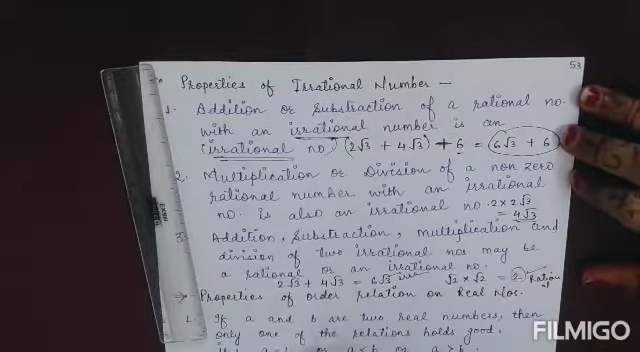 53
Properties of Irrational Number —
1. Addition or Substraction of a rational no.
with an irrational number is an
(irrational no) (2√3 + 4√3) + 6 = 6√3 + 6
2. Multiplication or Division of a non zero
rational number with an irrational
no. is also an irrational no. 2 × 2√3
= 4√3
3. Addition, Substraction, multiplication and
division of two irrational nos may be
a rational or an irrational no.
2√3 + 4√3 = 6√3 √2 × √2 = 2 Ration
Properties of order relation on Real Nos.
1. If a and b are two real numbers, then
only one of the relations holds good.
or a < b or a > b
FILMIGO